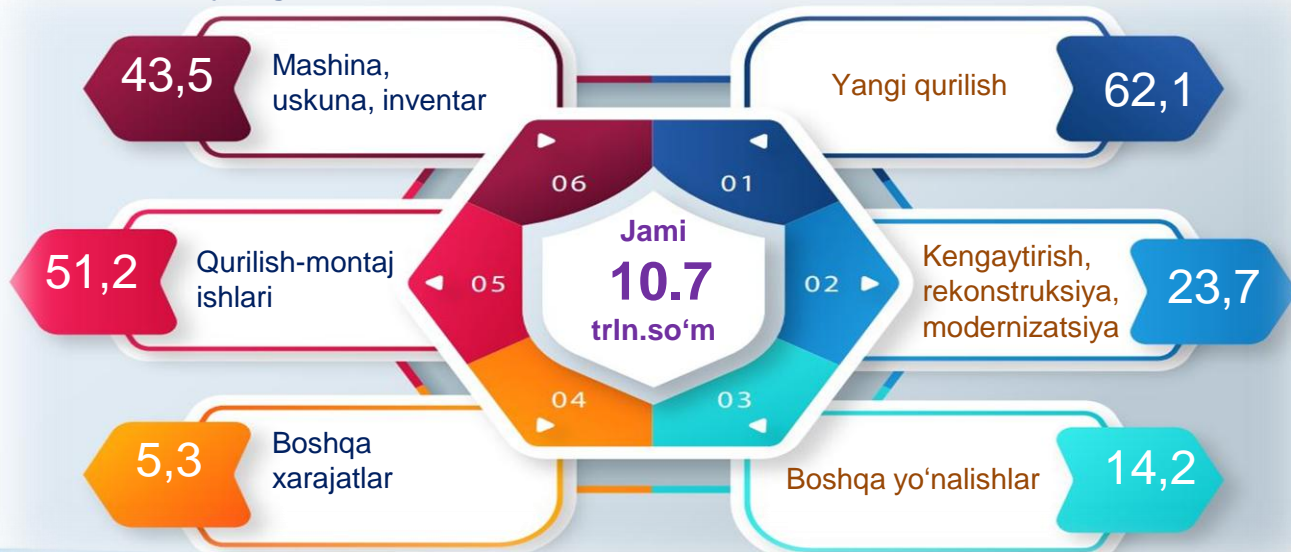 43,5
Mashina,
uskuna, inventar
Yangi qurilish
62,1
06
01
51,2
Qurilish-montaj
ishlari
05
Jami
10.7
trln.so‘m
02
Kengaytirish,
rekonstruksiya,
modernizatsiya
23,7
04
03
5,3
Boshqa
xarajatlar
Boshqa yo‘nalishlar
14,2